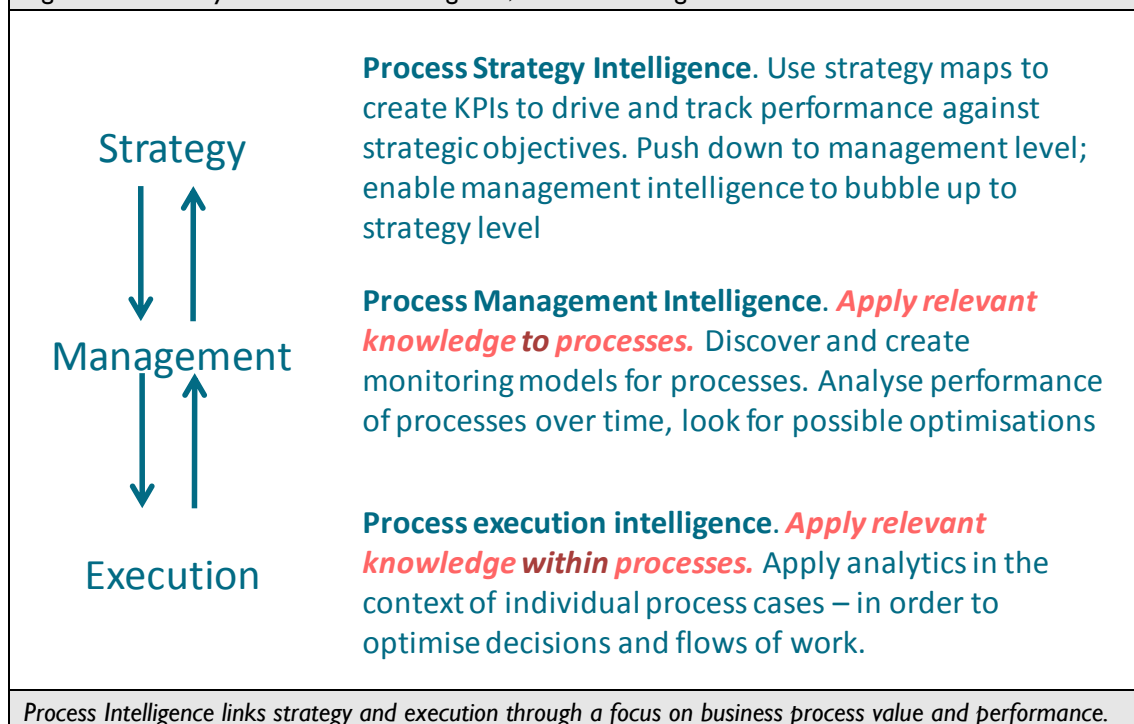 Process Strategy Intelligence. Use strategy maps to
create KPIs to drive and track performance against
strategic objectives. Push down to management level;
enable management intelligence to bubble up to
strategy level
Strategy
Process Management Intelligence. Apply relevant
knowledge to processes. Discover and create
monitoring models for processes. Analyse performance
of processes over time, look for possible optimisations
Management
Process execution intelligence. Apply relevant
knowledge within processes. Apply analytics in the
context of individual process cases – in order to
optimise decisions and flows of work.
Execution
Process Intelligence links strategy and execution through a focus on business process value and performance.